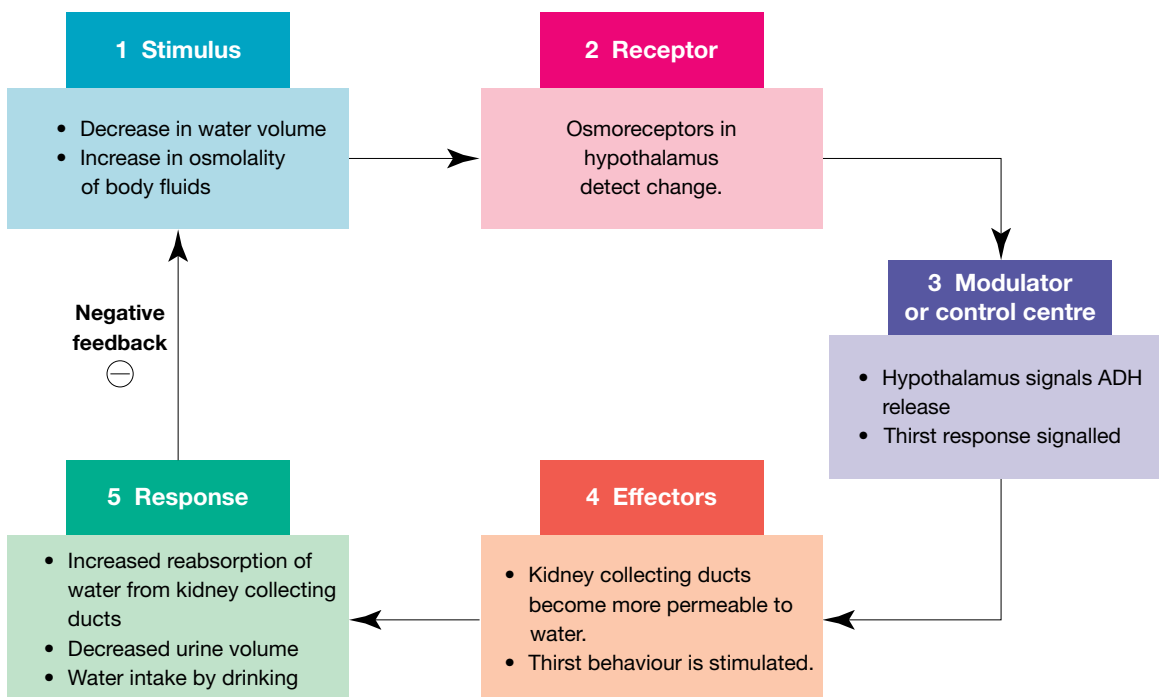 1 Stimulus
• Decrease in water volume
• Increase in osmolality
of body fluids
2 Receptor
Osmoreceptors in
hypothalamus
detect change.
3 Modulator
or control centre
• Hypothalamus signals ADH
release
• Thirst response signalled
4 Effectors
• Kidney collecting ducts
become more permeable to
water.
• Thirst behaviour is stimulated.
5 Response
• Increased reabsorption of
water from kidney collecting
ducts
• Decreased urine volume
• Water intake by drinking
Negative
feedback
−